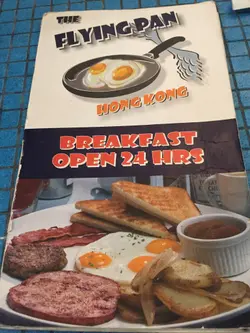 THE
FLYING PAN
HONG KONG
BREAKFAST
OPEN 24 HRS